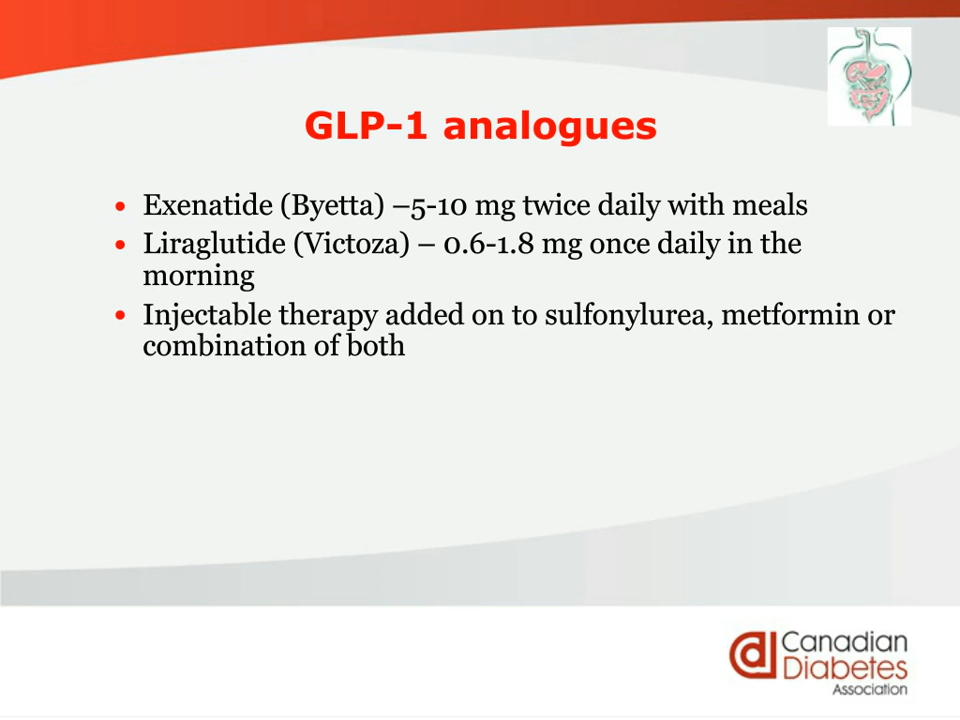 GLP-1 analogues
• Exenatide (Byetta) –5-10 mg twice daily with meals
• Liraglutide (Victoza) – 0.6-1.8 mg once daily in the
morning
• Injectable therapy added on to sulfonylurea, metformin or
combination of both
Canadian
Diabetes
Association